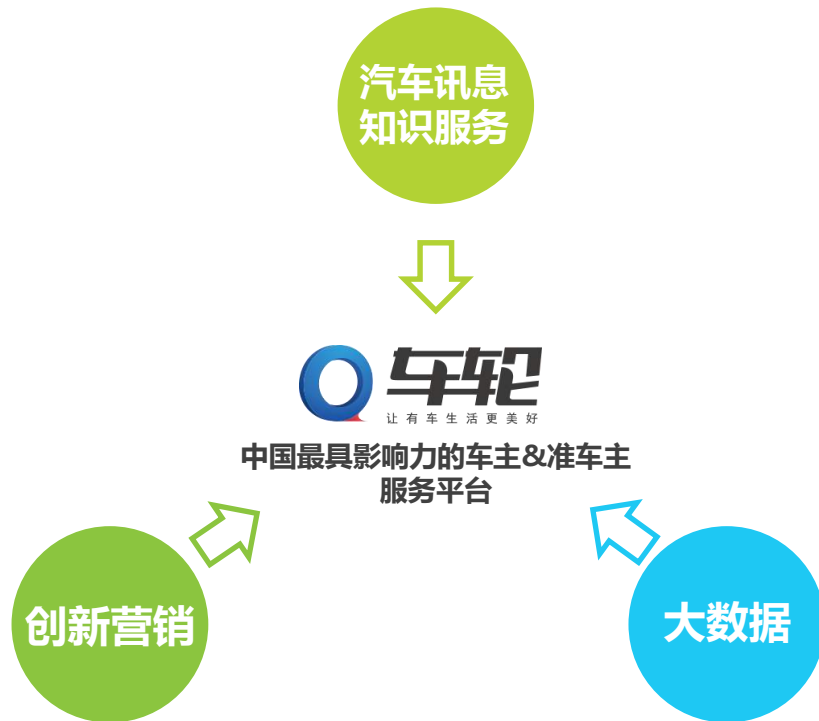 汽车讯息
知识服务
车轮
让有车生活更美好
中国最具影响力的车主&准车主
服务平台
创新营销
大数据